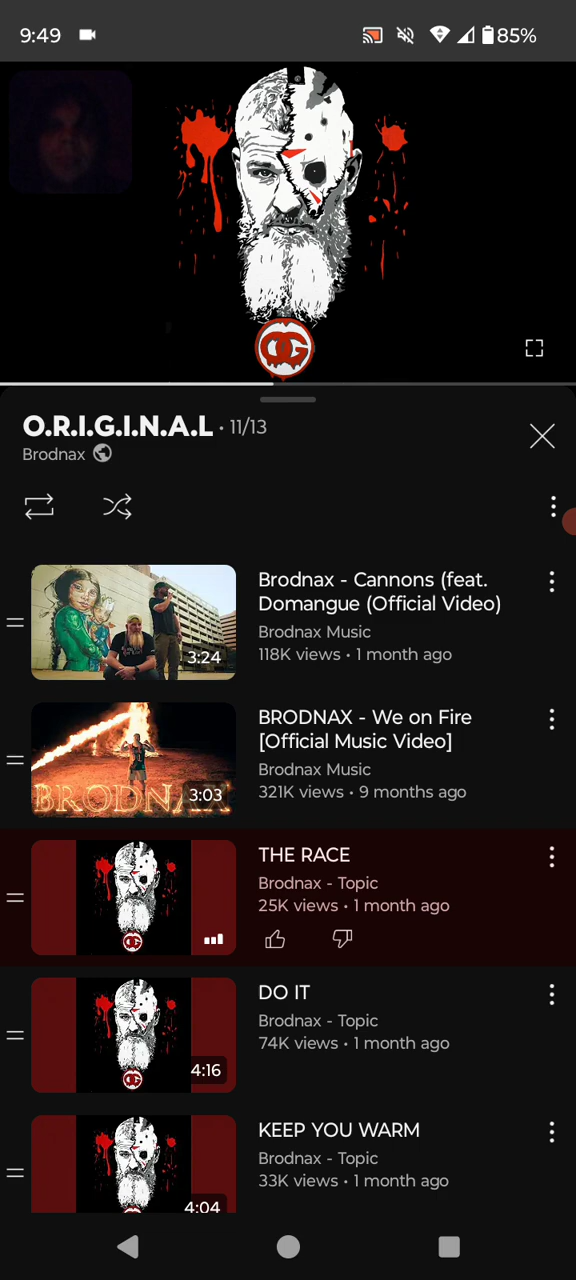 9:49
85%
OG
O.R.I.G.I.N.A.L · 11/13
Brodnax
Brodnax - Cannons (feat.
Domangue (Official Video)
Brodnax Music
118K views · 1 month ago
3:24
BRODNAX - We on Fire
[Official Music Video]
Brodnax Music
321K views · 9 months ago
BRODNAX
3:03
THE RACE
Brodnax - Topic
25K views · 1 month ago
DO IT
Brodnax - Topic
74K views · 1 month ago
4:16
KEEP YOU WARM
Brodnax - Topic
33K views · 1 month ago
4:04